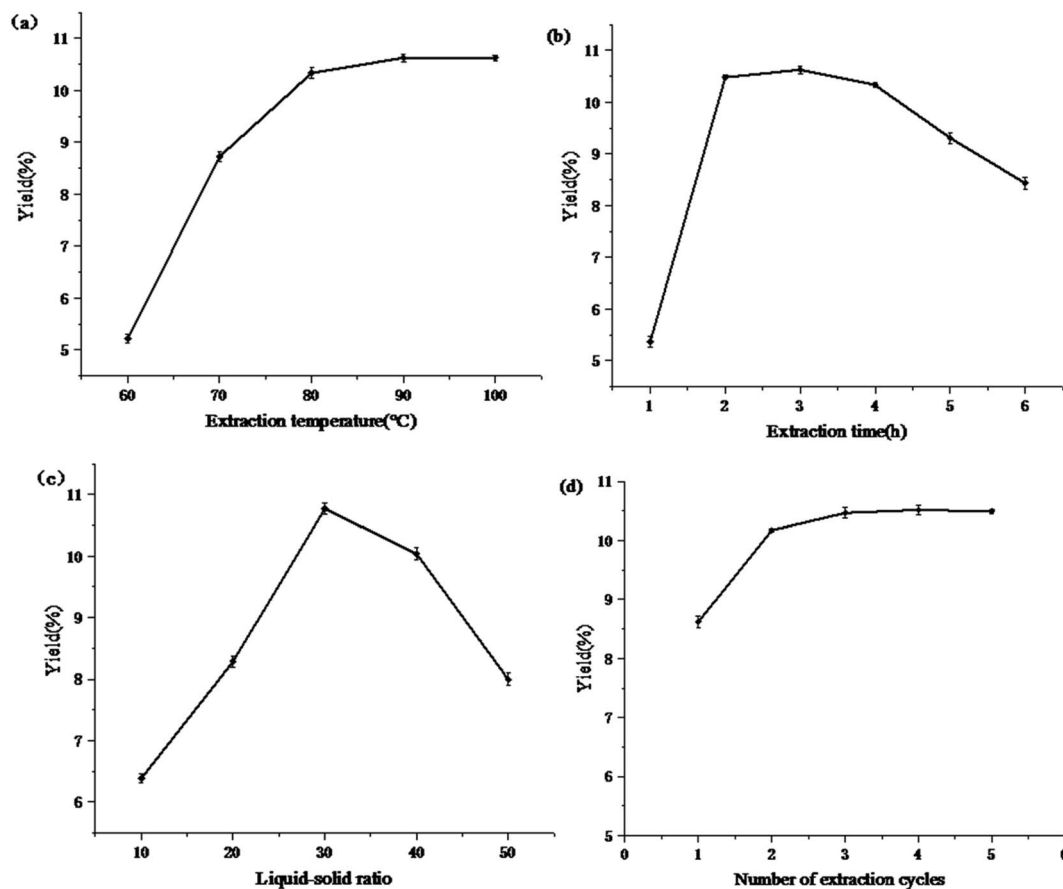 (a)
11
10
9
8
7
6
5
Yield(%)
60 70 80 90 100
Extraction temperature(°C)
(b)
11
10
9
8
7
6
5
Yield(%)
1 2 3 4 5 6
Extraction time(h)
(c)
11
10
9
8
7
6
Yield(%)
10 20 30 40 50
Liquid-solid ratio
(d)
11
10
9
8
7
6
5
Yield(%)
0 1 2 3 4 5 6
Number of extraction cycles